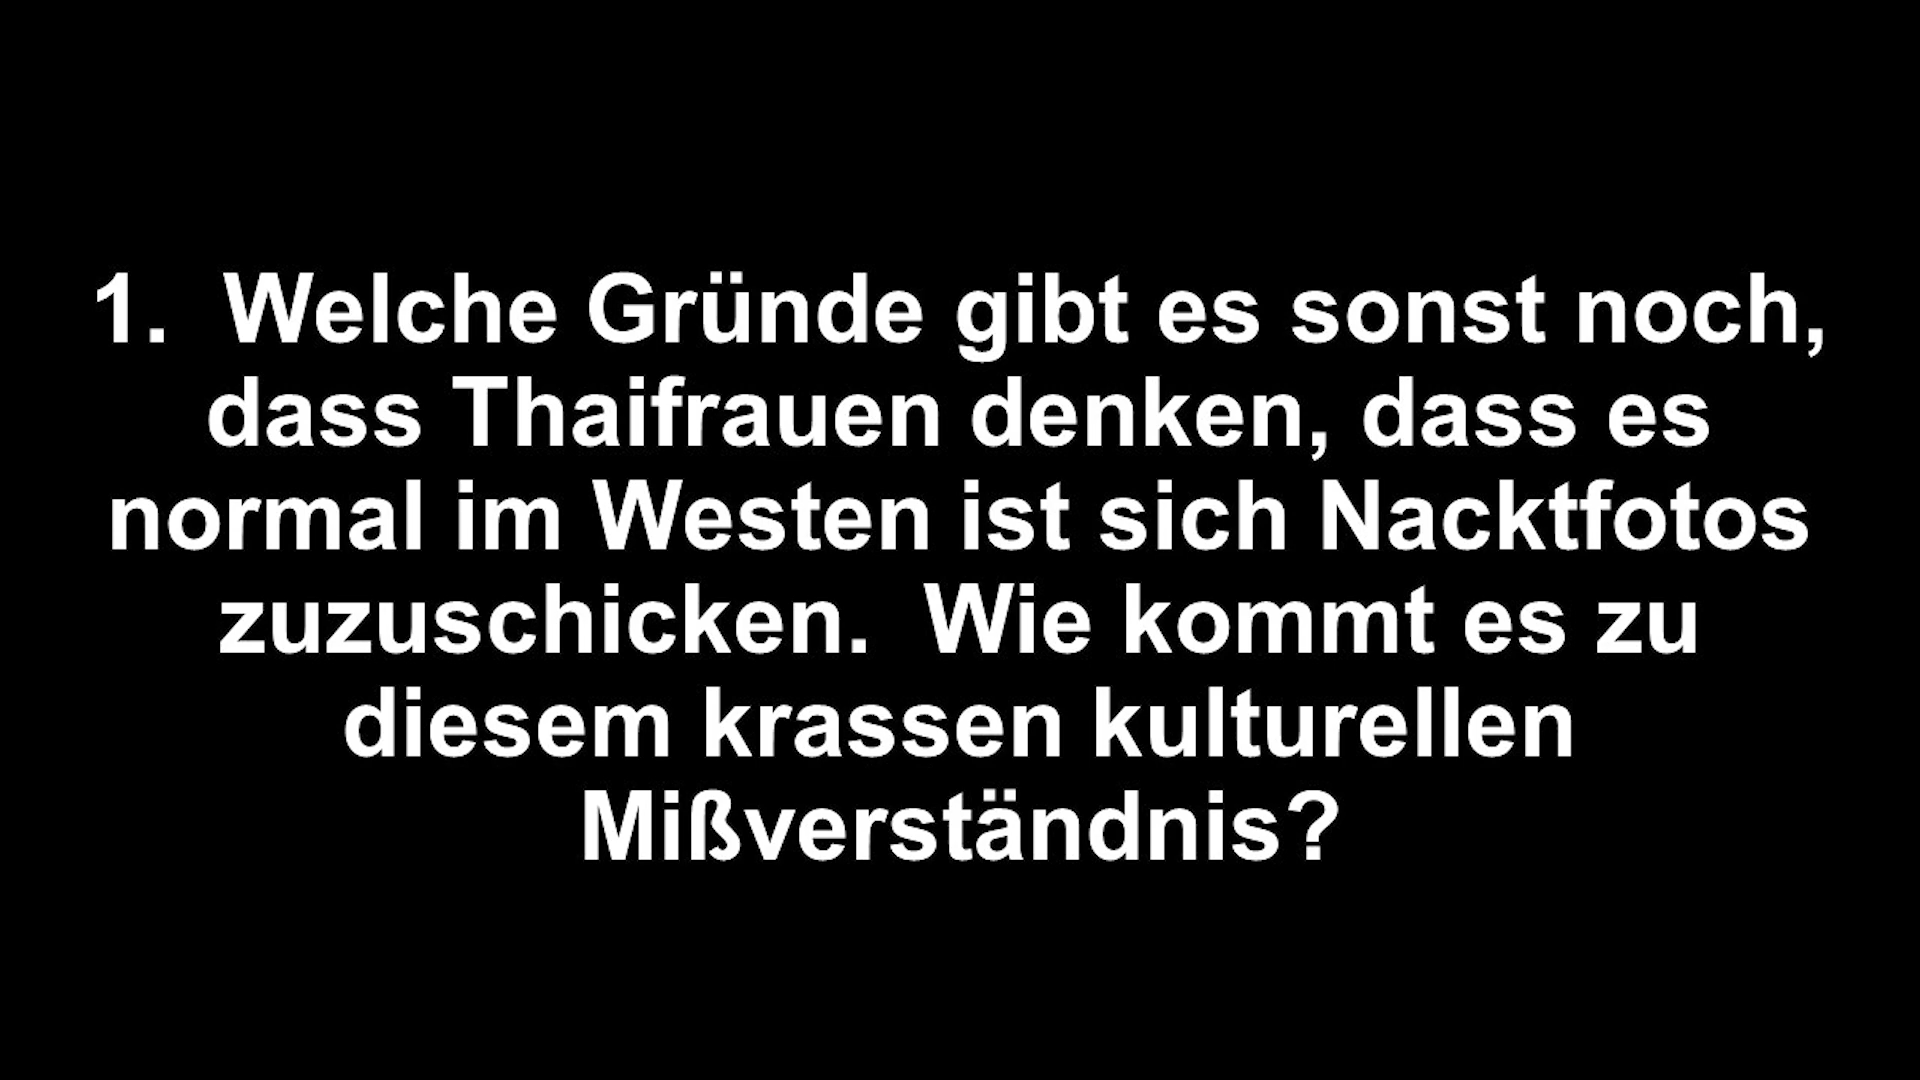 1.  Welche Gründe gibt es sonst noch,
dass Thaifrauen denken, dass es
normal im Westen ist sich Nacktfotos
zuzuschicken.  Wie kommt es zu
diesem krassen kulturellen
Mißverständnis?